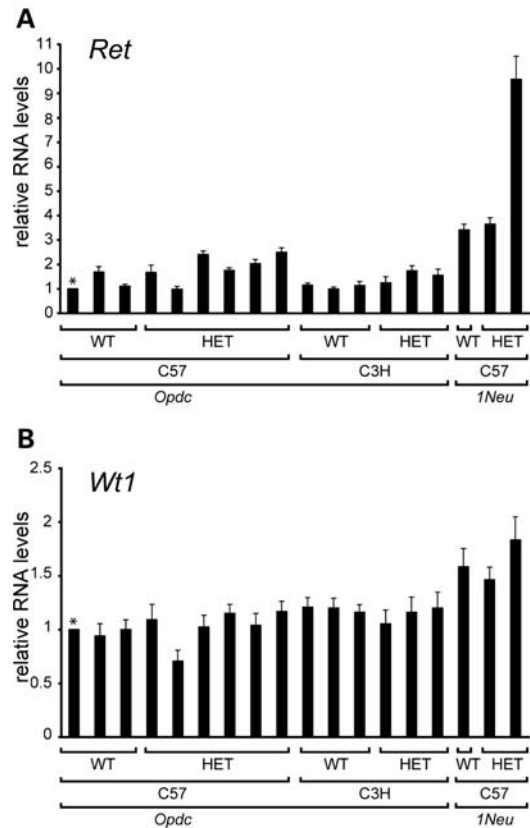 A
Ret
relative RNA levels
11
10
9
8
7
6
5
4
3
2
1
0
*
WT HET WT HET WT HET
C57 C3H C57
Opdc 1Neu
B
Wt1
relative RNA levels
2.5
2
1.5
1
0.5
0
*
WT HET WT HET WT HET
C57 C3H C57
Opdc 1Neu